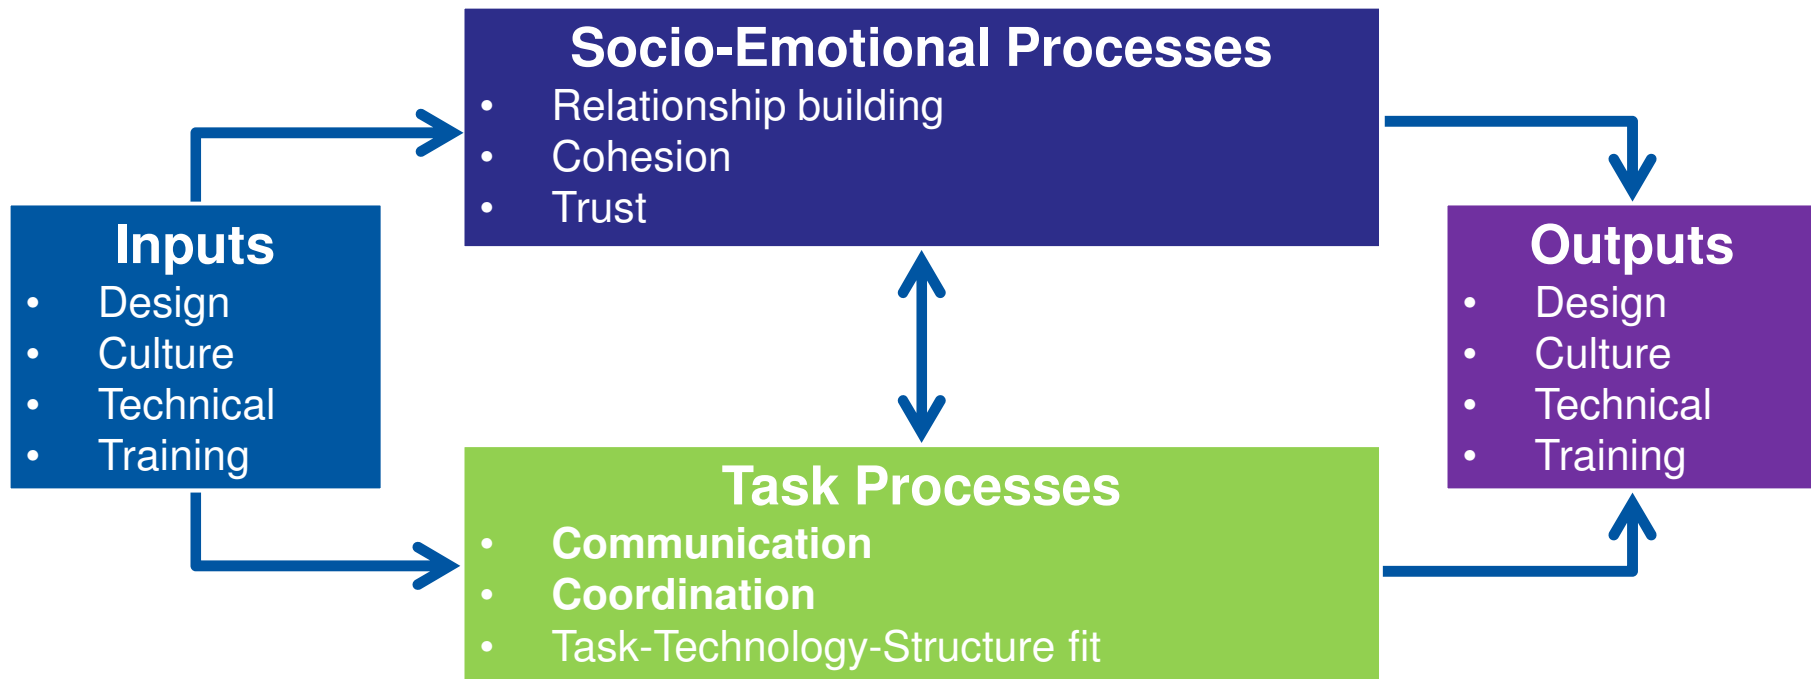 Socio-Emotional Processes
• Relationship building
• Cohesion
• Trust
Inputs
• Design
• Culture
• Technical
• Training
Outputs
• Design
• Culture
• Technical
• Training
Task Processes
• Communication
• Coordination
• Task-Technology-Structure fit